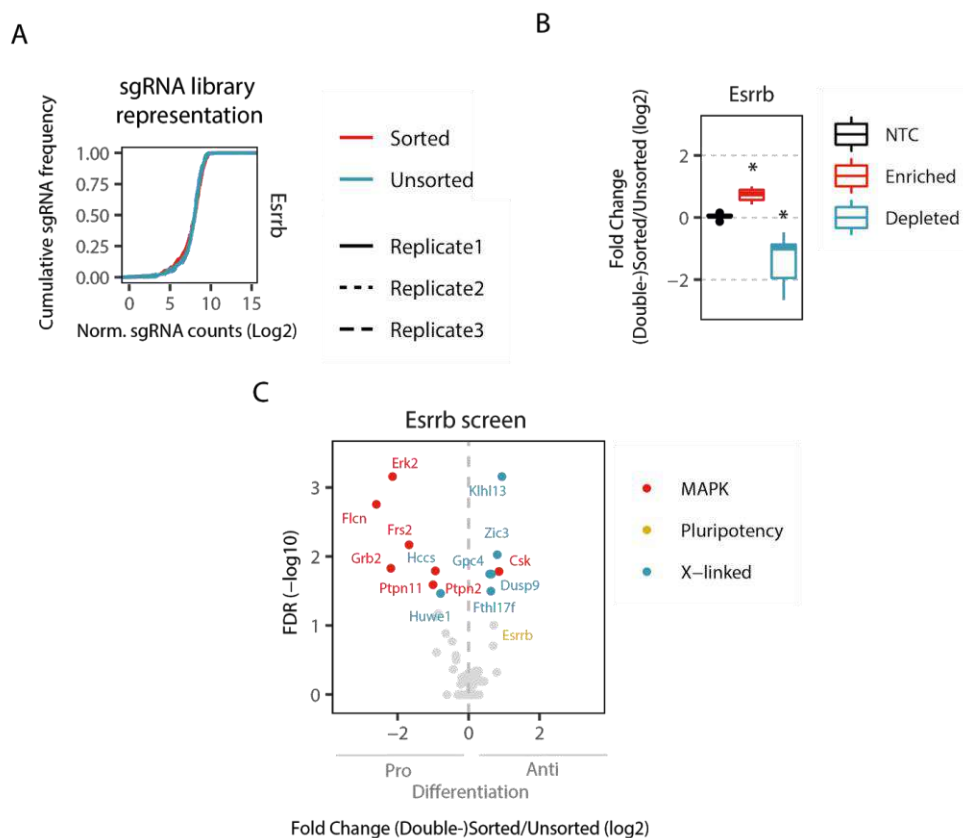 A
sgRNA library
representation
Cumulative sgRNA frequency
1.00
0.75
0.50
0.25
0.00
0 5 10 15
Norm. sgRNA counts (Log2)
Esrrb
Sorted
Unsorted
Replicate1
Replicate2
Replicate3
B
Esrrb
Fold Change
(Double-)Sorted/Unsorted (log2)
2
0
−2
*
*
NTC
Enriched
Depleted
C
Esrrb screen
FDR (−log10)
3
2
1
0
Erk2
Klhl13
Flcn
Frs2
Zic3
Grb2
Hccs
Gpc4
Csk
Ptpn11
Ptpn2
Dusp9
Huwe1
Fthl17f
Esrrb
−2 0 2
Pro
Anti
Differentiation
Fold Change (Double-)Sorted/Unsorted (log2)
MAPK
Pluripotency
X−linked